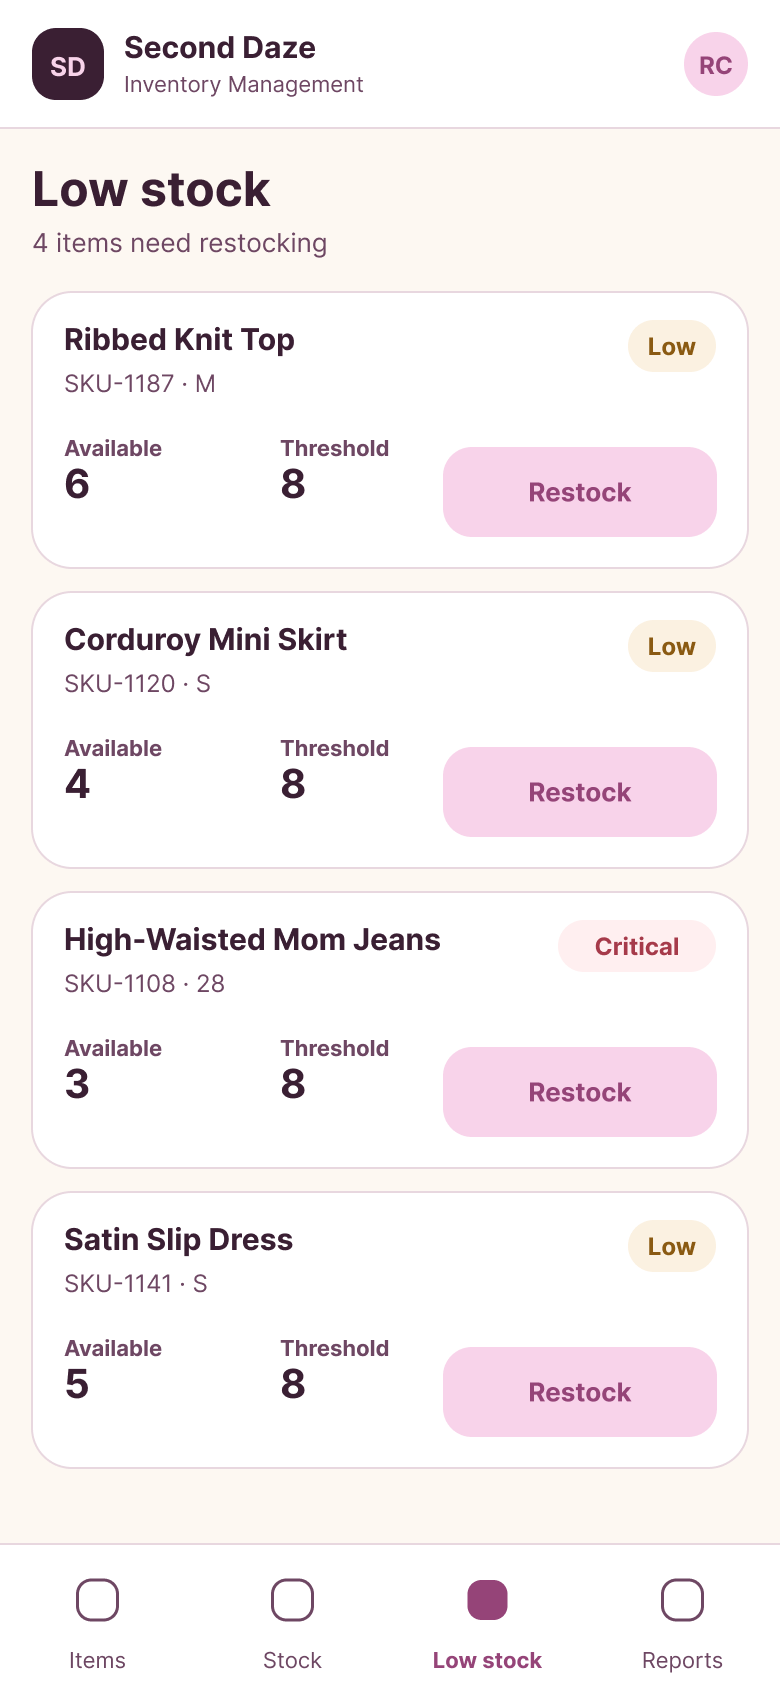 SD
Second Daze
Inventory Management
RC
Low stock
4 items need restocking
Ribbed Knit Top
Low
SKU-1187 · M
Available
Threshold
6
8
Restock
Corduroy Mini Skirt
Low
SKU-1120 · S
Available
Threshold
4
8
Restock
High-Waisted Mom Jeans
Critical
SKU-1108 · 28
Available
Threshold
3
8
Restock
Satin Slip Dress
Low
SKU-1141 · S
Available
Threshold
5
8
Restock
Items
Stock
Low stock
Reports